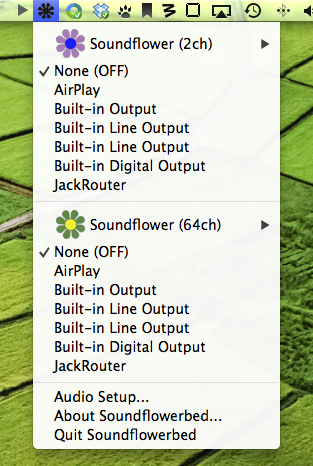 Soundflower (2ch)
None (OFF)
AirPlay
Built-in Output
Built-in Line Output
Built-in Line Output
Built-in Digital Output
JackRouter
Soundflower (64ch)
None (OFF)
AirPlay
Built-in Output
Built-in Line Output
Built-in Line Output
Built-in Digital Output
JackRouter
Audio Setup...
About Soundflowerbed...
Quit Soundflowerbed